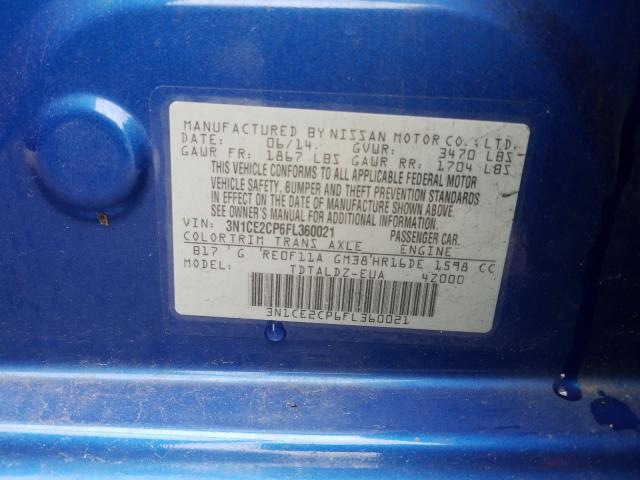 MANUFACTURED BY NISSAN MOTOR CO., LTD.
DATE: 06/14. GVWR: 3470 LBS
GAWR FR: 1867 LBS GAWR RR: 1704 LBS
THIS VEHICLE CONFORMS TO ALL APPLICABLE FEDERAL MOTOR
VEHICLE SAFETY, BUMPER AND THEFT PREVENTION STANDARDS
IN EFFECT ON THE DATE OF MANUFACTURE SHOWN ABOVE.
SEE OWNER'S MANUAL FOR ADDITIONAL INFORMATION.
VIN: 3N1CE2CP6FL360021 PASSENGER CAR.
COLOR TRIM TRANS AXLE ENGINE
B17 G RE0F11A GM38 HR16DE 1598 CC
MODEL: TDTALDZ-EUA 4Z000
3N1CE2CP6FL360021